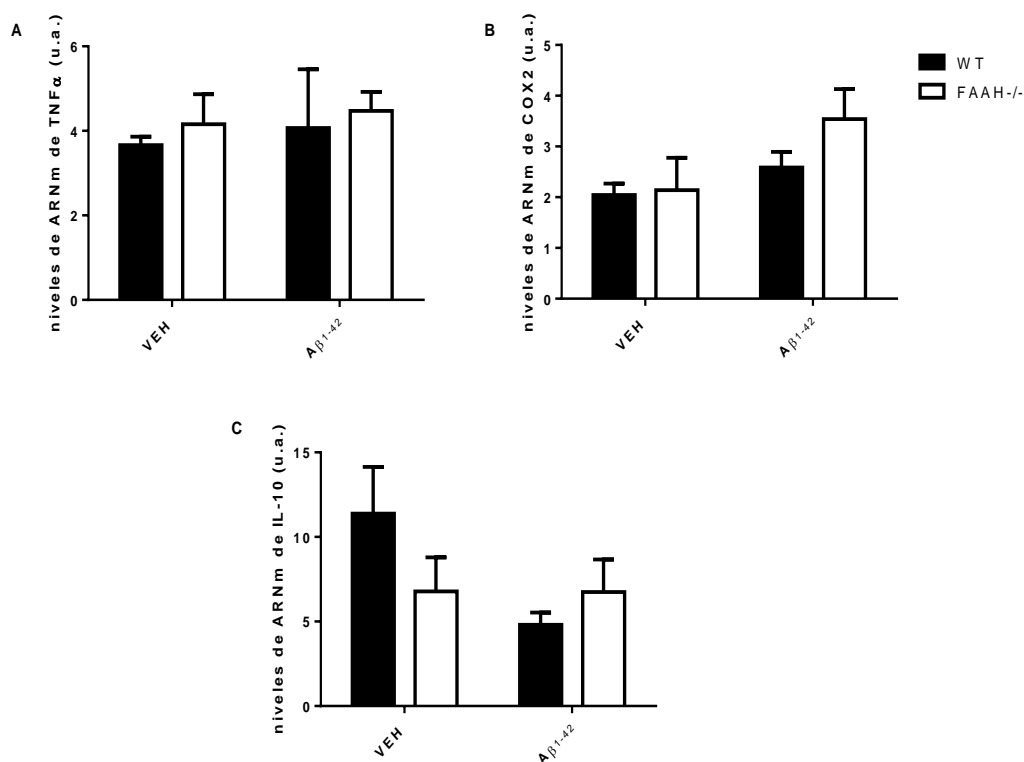 A
niveles de ARNm de TNFα (u.a.)
6
4
2
0
VEH
Aβ1-42
B
niveles de ARNm de COX2 (u.a.)
5
4
3
2
1
0
VEH
Aβ1-42
WT
FAAH-/-
C
niveles de ARNm de IL-10 (u.a.)
15
10
5
0
VEH
Aβ1-42